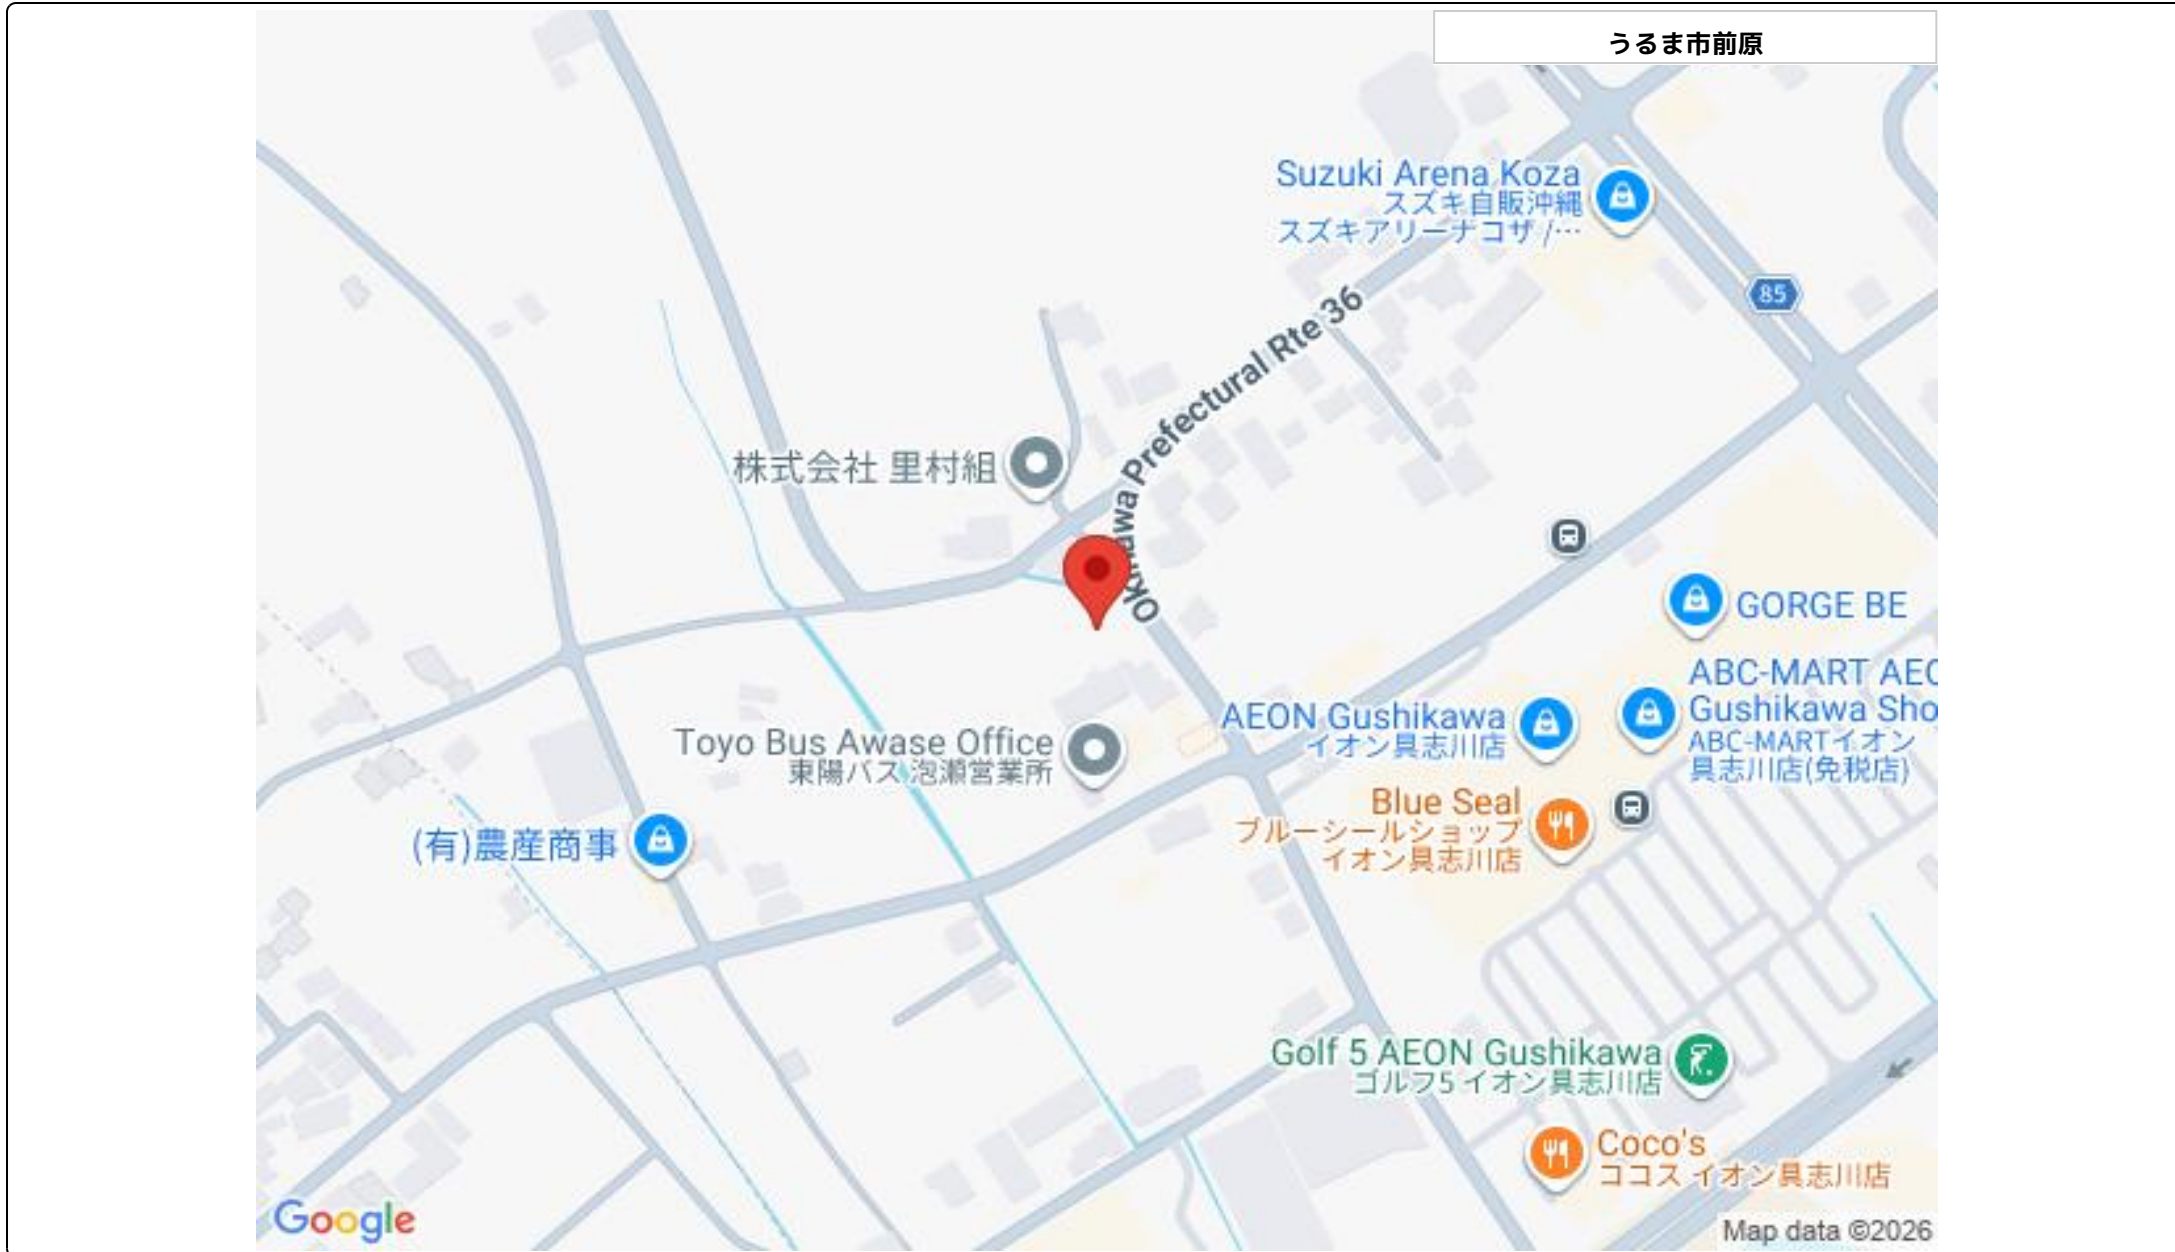 うるま市前原
Suzuki Arena Koza
スズキ自販沖縄
スズキアリーナコザ /…
85
Okinawa Prefectural Rte 36
株式会社 里村組
GORGE BE
ABC-MART AEO
Gushikawa Sho
ABC-MARTイオン
具志川店(免税店)
AEON Gushikawa
イオン具志川店
Toyo Bus Awase Office
東陽バス 泡瀬営業所
Blue Seal
ブルーシールショップ
イオン具志川店
(有)農産商事
Golf 5 AEON Gushikawa
ゴルフ5 イオン具志川店
Coco's
ココス イオン具志川店
Google
Map data ©2026